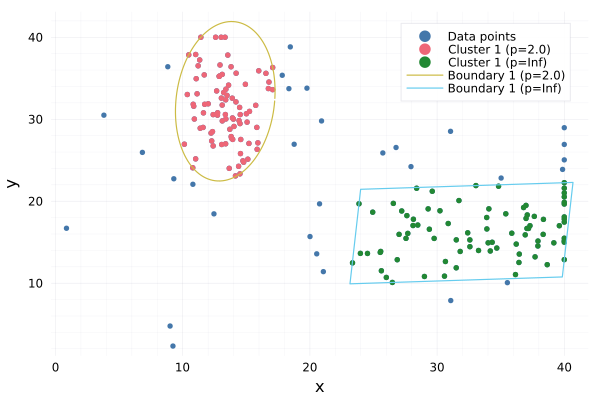 40
30
20
10
0
10
20
30
40
x
y
Data points
Cluster 1 (p=2.0)
Cluster 1 (p=Inf)
Boundary 1 (p=2.0)
Boundary 1 (p=Inf)